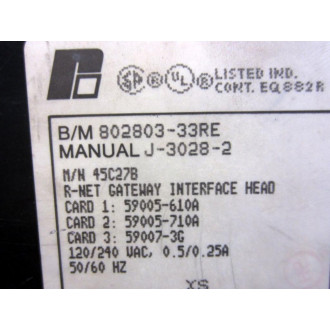 SP R UL R LISTED IND.
CONT. EQ 882R
B/M 802803-33RE
MANUAL J-3028-2
M/N 45C27B
R-NET GATEWAY INTERFACE HEAD
CARD 1: 59005-610A
CARD 2: 59005-710A
CARD 3: 59007-3G
120/240 VAC, 0.5/0.25A
50/60 HZ
XS